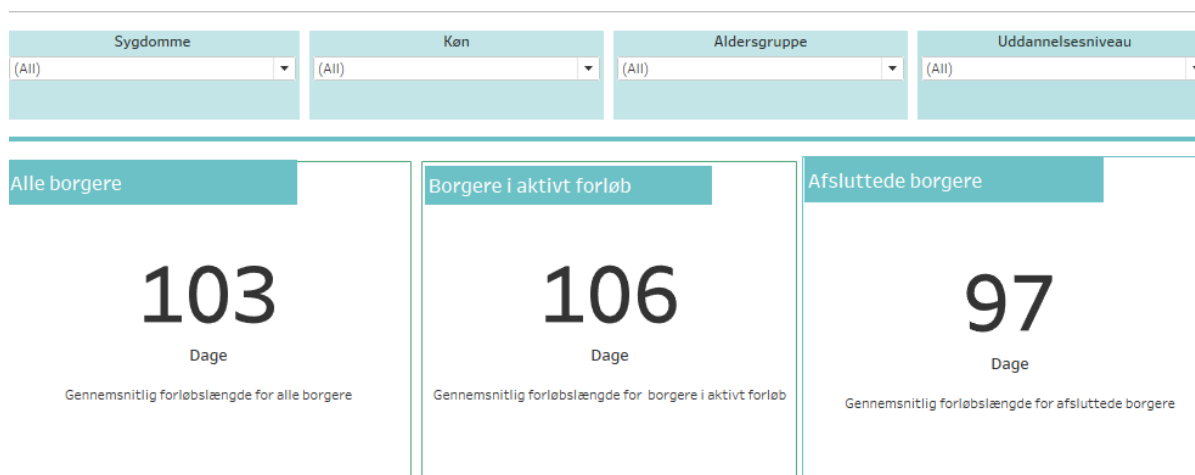 Sygdomme
(All)
Køn
(All)
Aldersgruppe
(All)
Uddannelsesniveau
(All)
Alle borgere
103
Dage
Gennemsnitlig forløbslængde for alle borgere
Borgere i aktivt forløb
106
Dage
Gennemsnitlig forløbslængde for borgere i aktivt forløb
Afsluttede borgere
97
Dage
Gennemsnitlig forløbslængde for afsluttede borgere